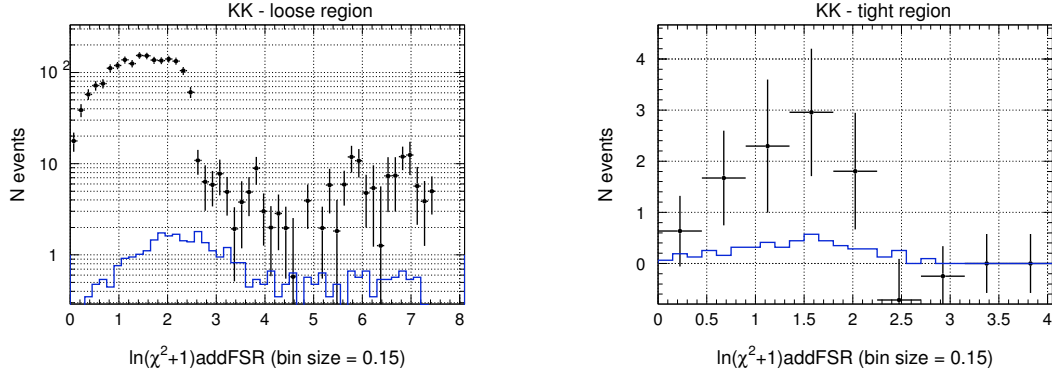 KK - loose region
N events
10 2
10
1
0 1 2 3 4 5 6 7 8
ln(χ2+1)addFSR (bin size = 0.15)
KK - tight region
N events
4
3
2
1
0
0 0.5 1 1.5 2 2.5 3 3.5 4
ln(χ2+1)addFSR (bin size = 0.15)